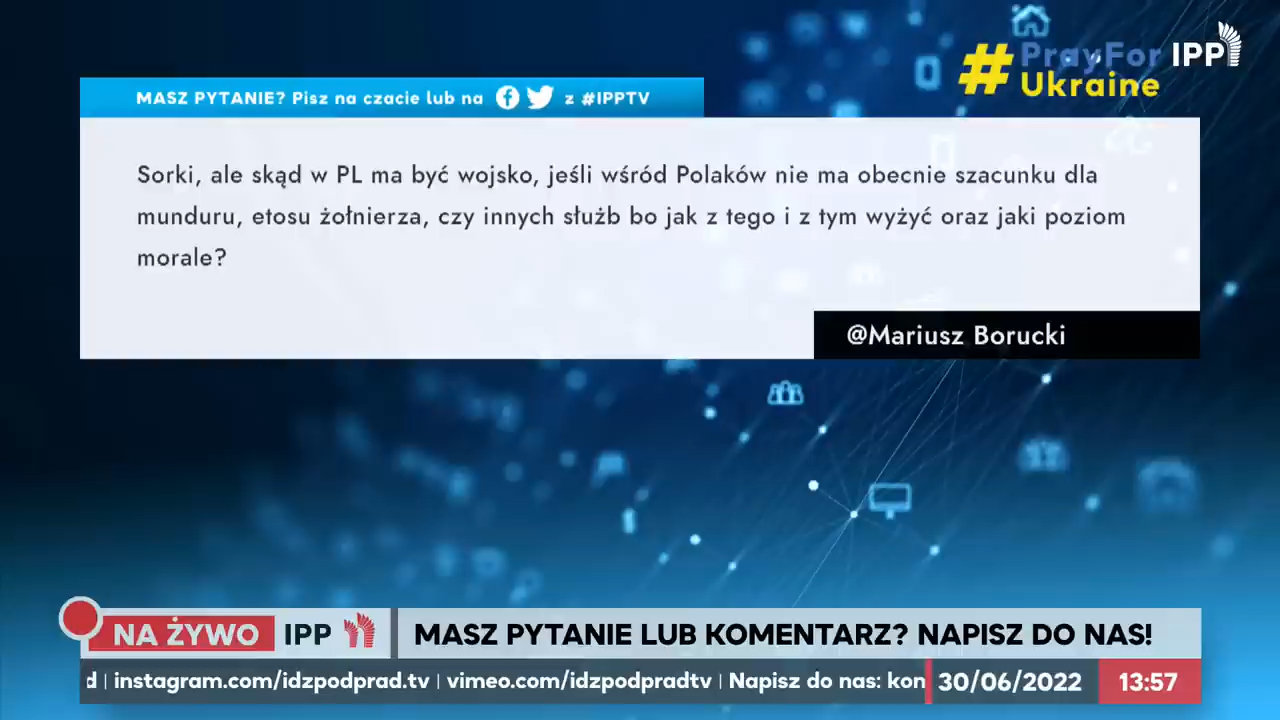 #PrayFor
Ukraine
IPP
MASZ PYTANIE? Pisz na czacie lub na z #IPPTV
Sorki, ale skąd w PL ma być wojsko, jeśli wśród Polaków nie ma obecnie szacunku dla
munduru, etosu żołnierza, czy innych służb bo jak z tego i z tym wyżyć oraz jaki poziom
morale?
@Mariusz Borucki
NA ŻYWO IPP
MASZ PYTANIE LUB KOMENTARZ? NAPISZ DO NAS!
d | instagram.com/idzpodprad.tv | vimeo.com/idzpodpradtv | Napisz do nas: kon
30/06/2022
13:57